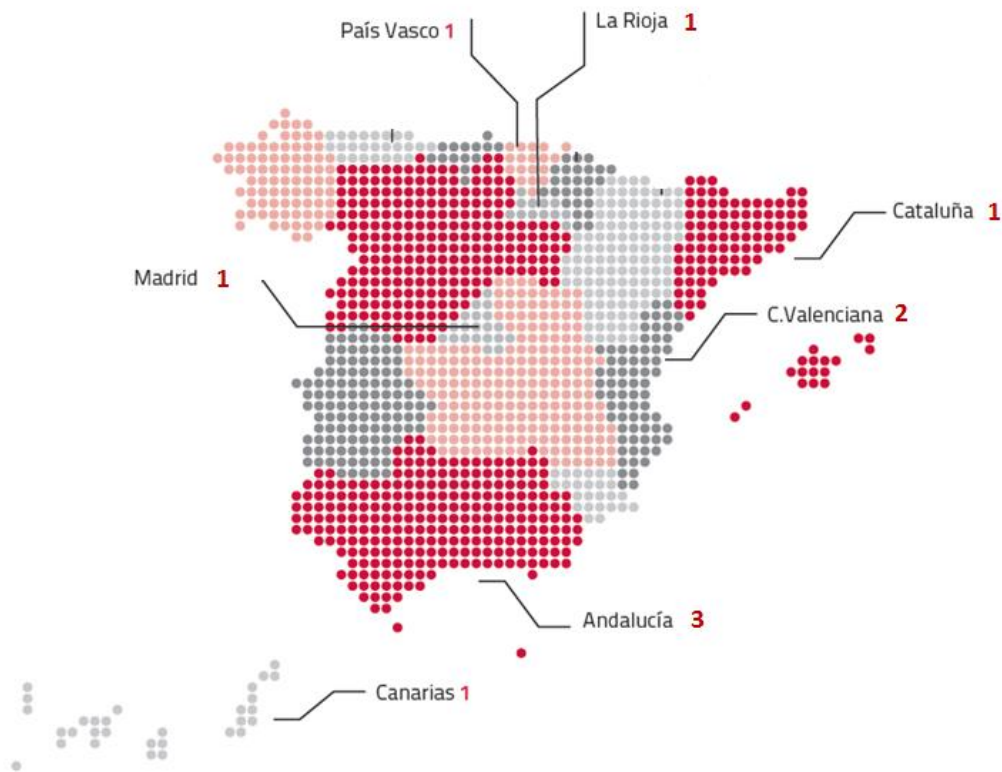 País Vasco 1
La Rioja 1
Cataluña 1
Madrid 1
C.Valenciana 2
Andalucía 3
Canarias 1